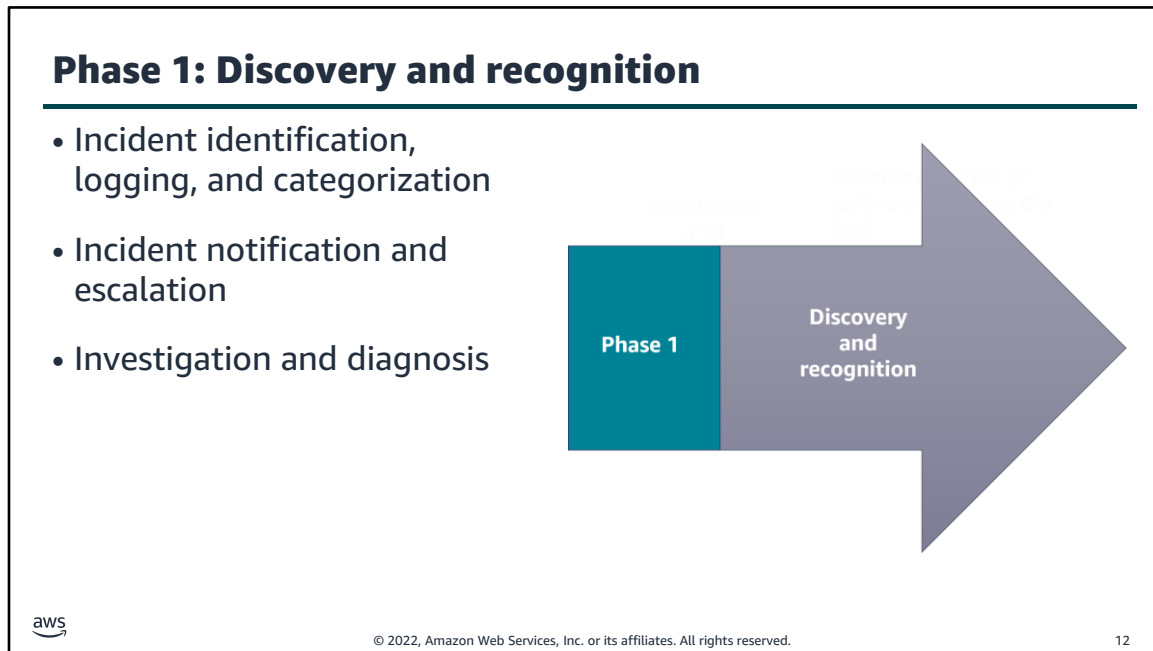 Phase 1: Discovery and recognition
• Incident identification,
logging, and categorization
• Incident notification and
escalation
• Investigation and diagnosis
Phase 1
Discovery
and
recognition
aws
© 2022, Amazon Web Services, Inc. or its affiliates. All rights reserved.
12